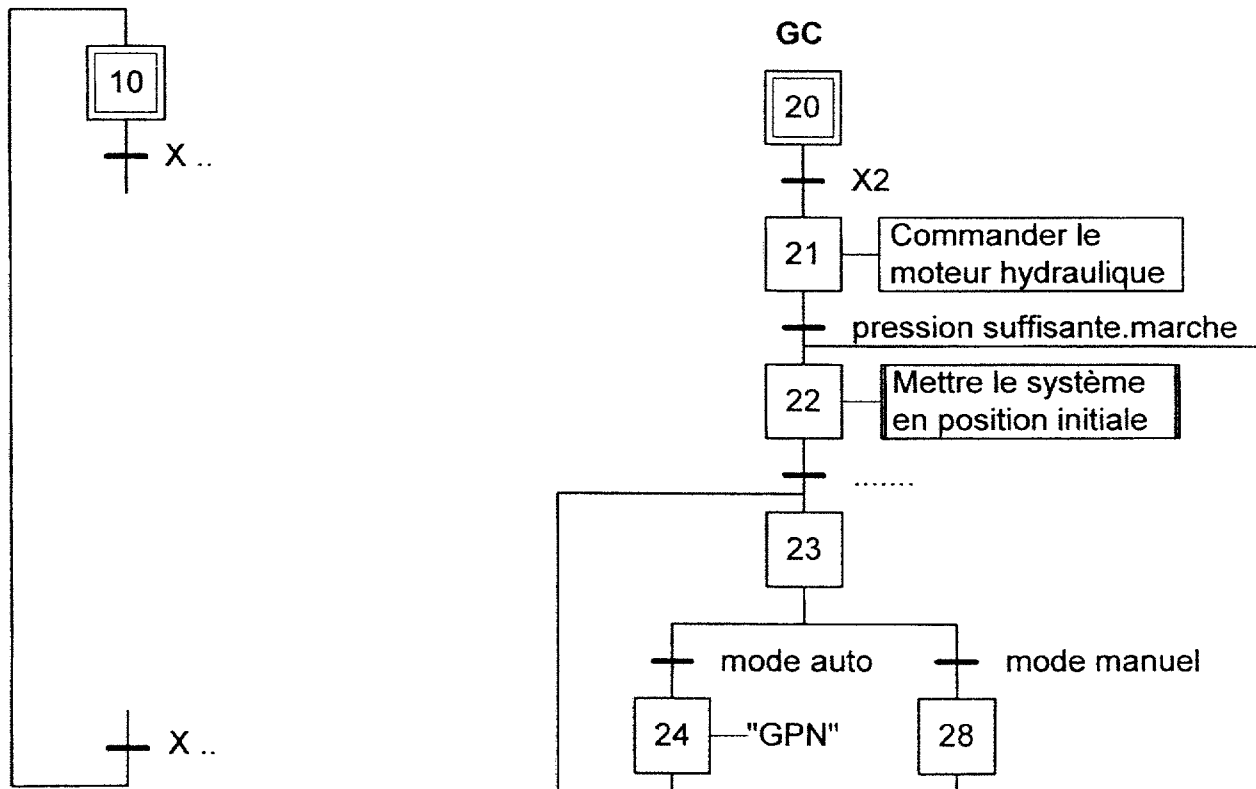 GC
10
X ..
20
X2
21
Commander le
moteur hydraulique
pression suffisante.marche
22
Mettre le système
en position initiale
.......
23
mode auto
mode manuel
24
"GPN"
28
X ..